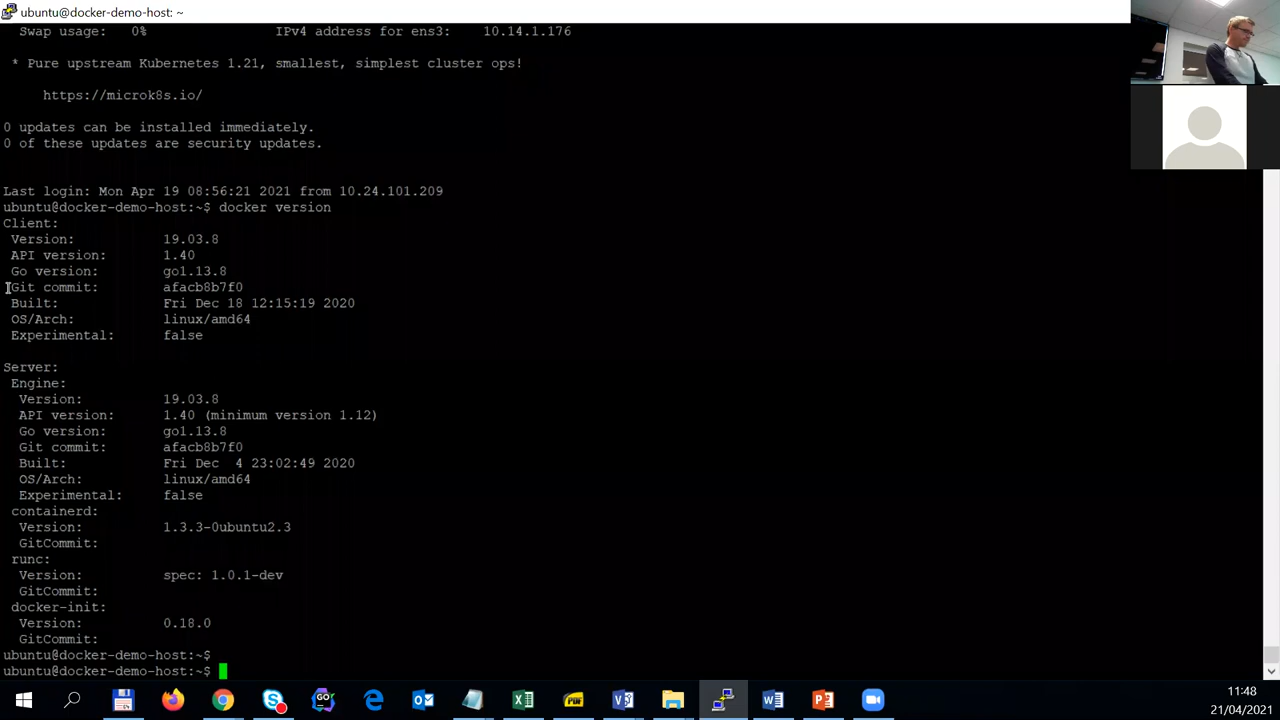 ubuntu@docker-demo-host: ~
Swap usage: 0% IPv4 address for ens3: 10.14.1.176
* Pure upstream Kubernetes 1.21, smallest, simplest cluster ops!
https://microk8s.io/
0 updates can be installed immediately.
0 of these updates are security updates.
Last login: Mon Apr 19 08:56:21 2021 from 10.24.101.209
ubuntu@docker-demo-host:~$ docker version
Client:
Version: 19.03.8
API version: 1.40
Go version: go1.13.8
Git commit: afacb8b7f0
Built: Fri Dec 18 12:15:19 2020
OS/Arch: linux/amd64
Experimental: false
Server:
Engine:
Version: 19.03.8
API version: 1.40 (minimum version 1.12)
Go version: go1.13.8
Git commit: afacb8b7f0
Built: Fri Dec 4 23:02:49 2020
OS/Arch: linux/amd64
Experimental: false
containerd:
Version: 1.3.3-0ubuntu2.3
GitCommit:
runc:
Version: spec: 1.0.1-dev
GitCommit:
docker-init:
Version: 0.18.0
GitCommit:
ubuntu@docker-demo-host:~$
ubuntu@docker-demo-host:~$
GO
PDF
11:48
21/04/2021